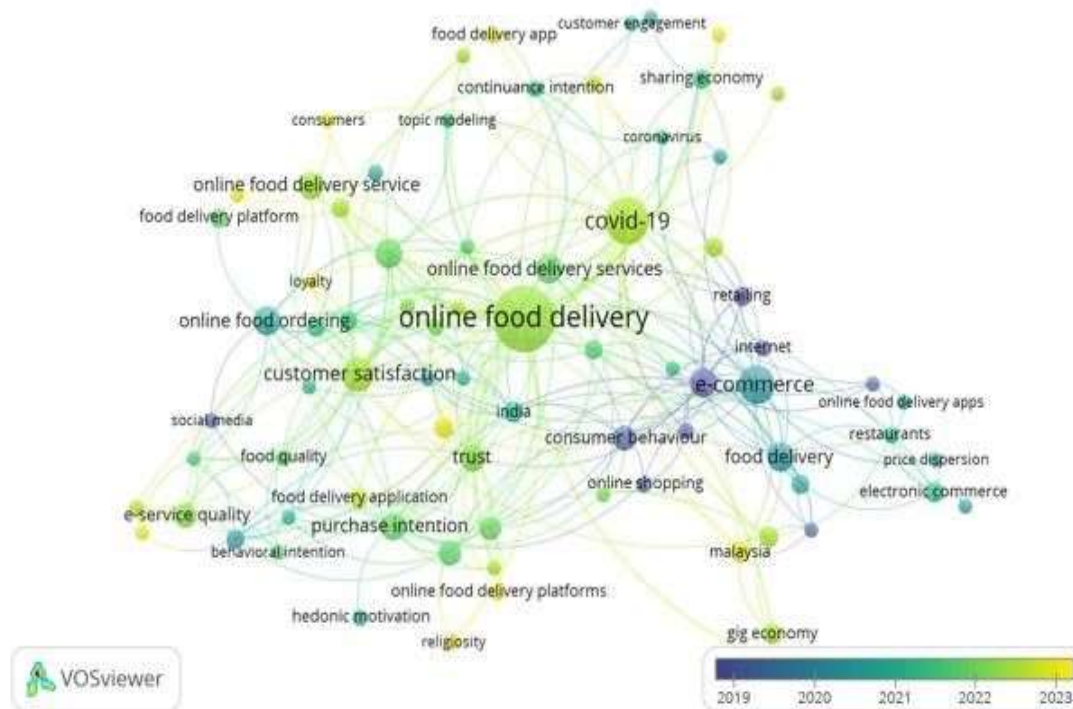 customer engagement
food delivery app
sharing economy
continuance intention
consumers
topic modeling
coronavirus
online food delivery service
food delivery platform
covid-19
online food delivery services
loyalty
retailing
online food ordering
online food delivery
internet
customer satisfaction
e-commerce
online food delivery apps
social media
india
consumer behaviour
restaurants
food quality
trust
food delivery
price dispersion
online shopping
electronic commerce
food delivery application
e-service quality
purchase intention
behavioral intention
malaysia
online food delivery platforms
hedonic motivation
religiosity
gig economy
VOSviewer
2019 2020 2021 2022 2023